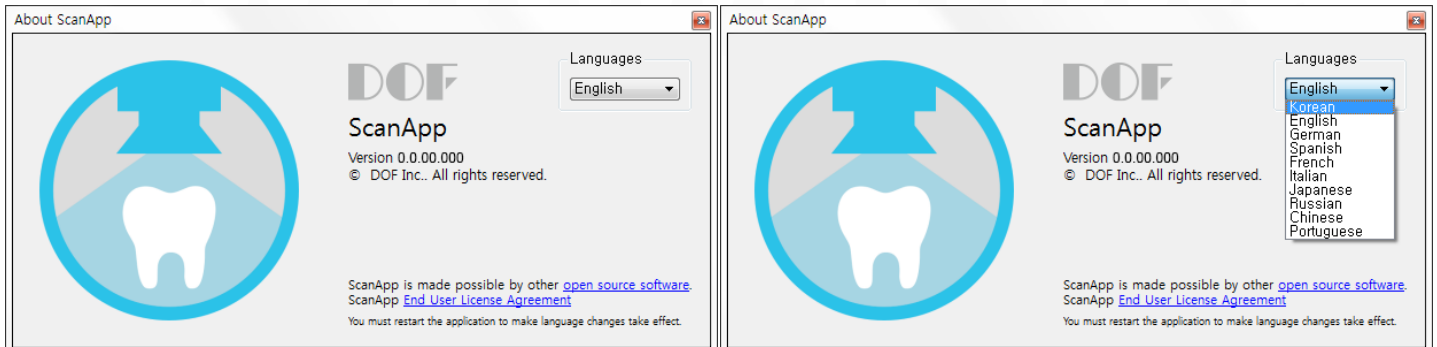 About ScanApp
DOF
Languages
English
ScanApp
Version 0.0.00.000
© DOF Inc.. All rights reserved.
ScanApp is made possible by other open source software.
ScanApp End User License Agreement
You must restart the application to make language changes take effect.
About ScanApp
DOF
Languages
English
Korean
English
German
Spanish
French
Italian
Japanese
Russian
Chinese
Portuguese
ScanApp
Version 0.0.00.000
© DOF Inc.. All rights reserved.
ScanApp is made possible by other open source software.
ScanApp End User License Agreement
You must restart the application to make language changes take effect.